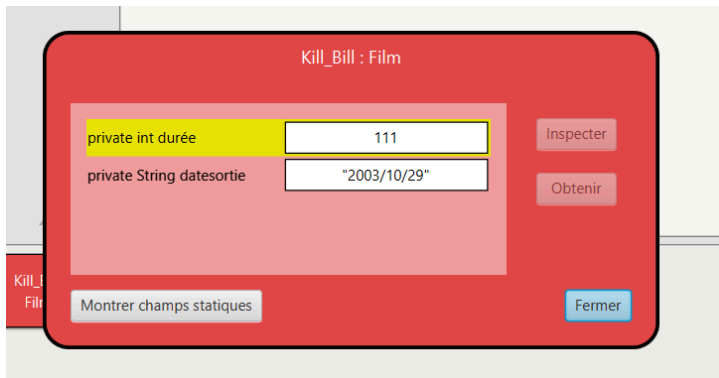 Kill_Bill : Film
private int durée
111
Inspecter
private String datesortie
"2003/10/29"
Obtenir
Kill_B
Film
Montrer champs statiques
Fermer